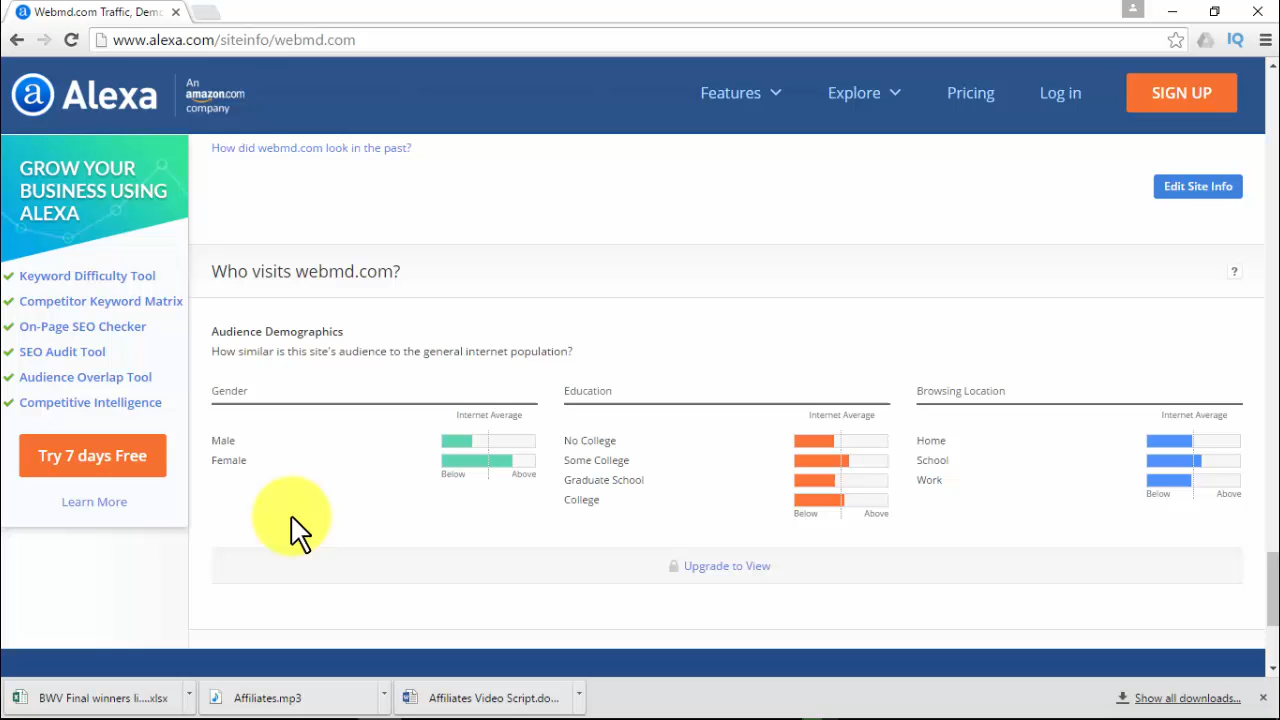 Webmd.com Traffic, Demo
www.alexa.com/siteinfo/webmd.com
IQ
a Alexa
An
amazon.com
company
Features
Explore
Pricing
Log in
SIGN UP
GROW YOUR
BUSINESS USING
ALEXA
Keyword Difficulty Tool
Competitor Keyword Matrix
On-Page SEO Checker
SEO Audit Tool
Audience Overlap Tool
Competitive Intelligence
Try 7 days Free
Learn More
How did webmd.com look in the past?
Edit Site Info
Who visits webmd.com?
?
Audience Demographics
How similar is this site's audience to the general internet population?
Gender
Internet Average
Male
Female
Below Above
Education
Internet Average
No College
Some College
Graduate School
College
Below Above
Browsing Location
Internet Average
Home
School
Work
Below Above
Upgrade to View
BWV Final winners li....xlsx
Affiliates.mp3
Affiliates Video Script.do...
Show all downloads...